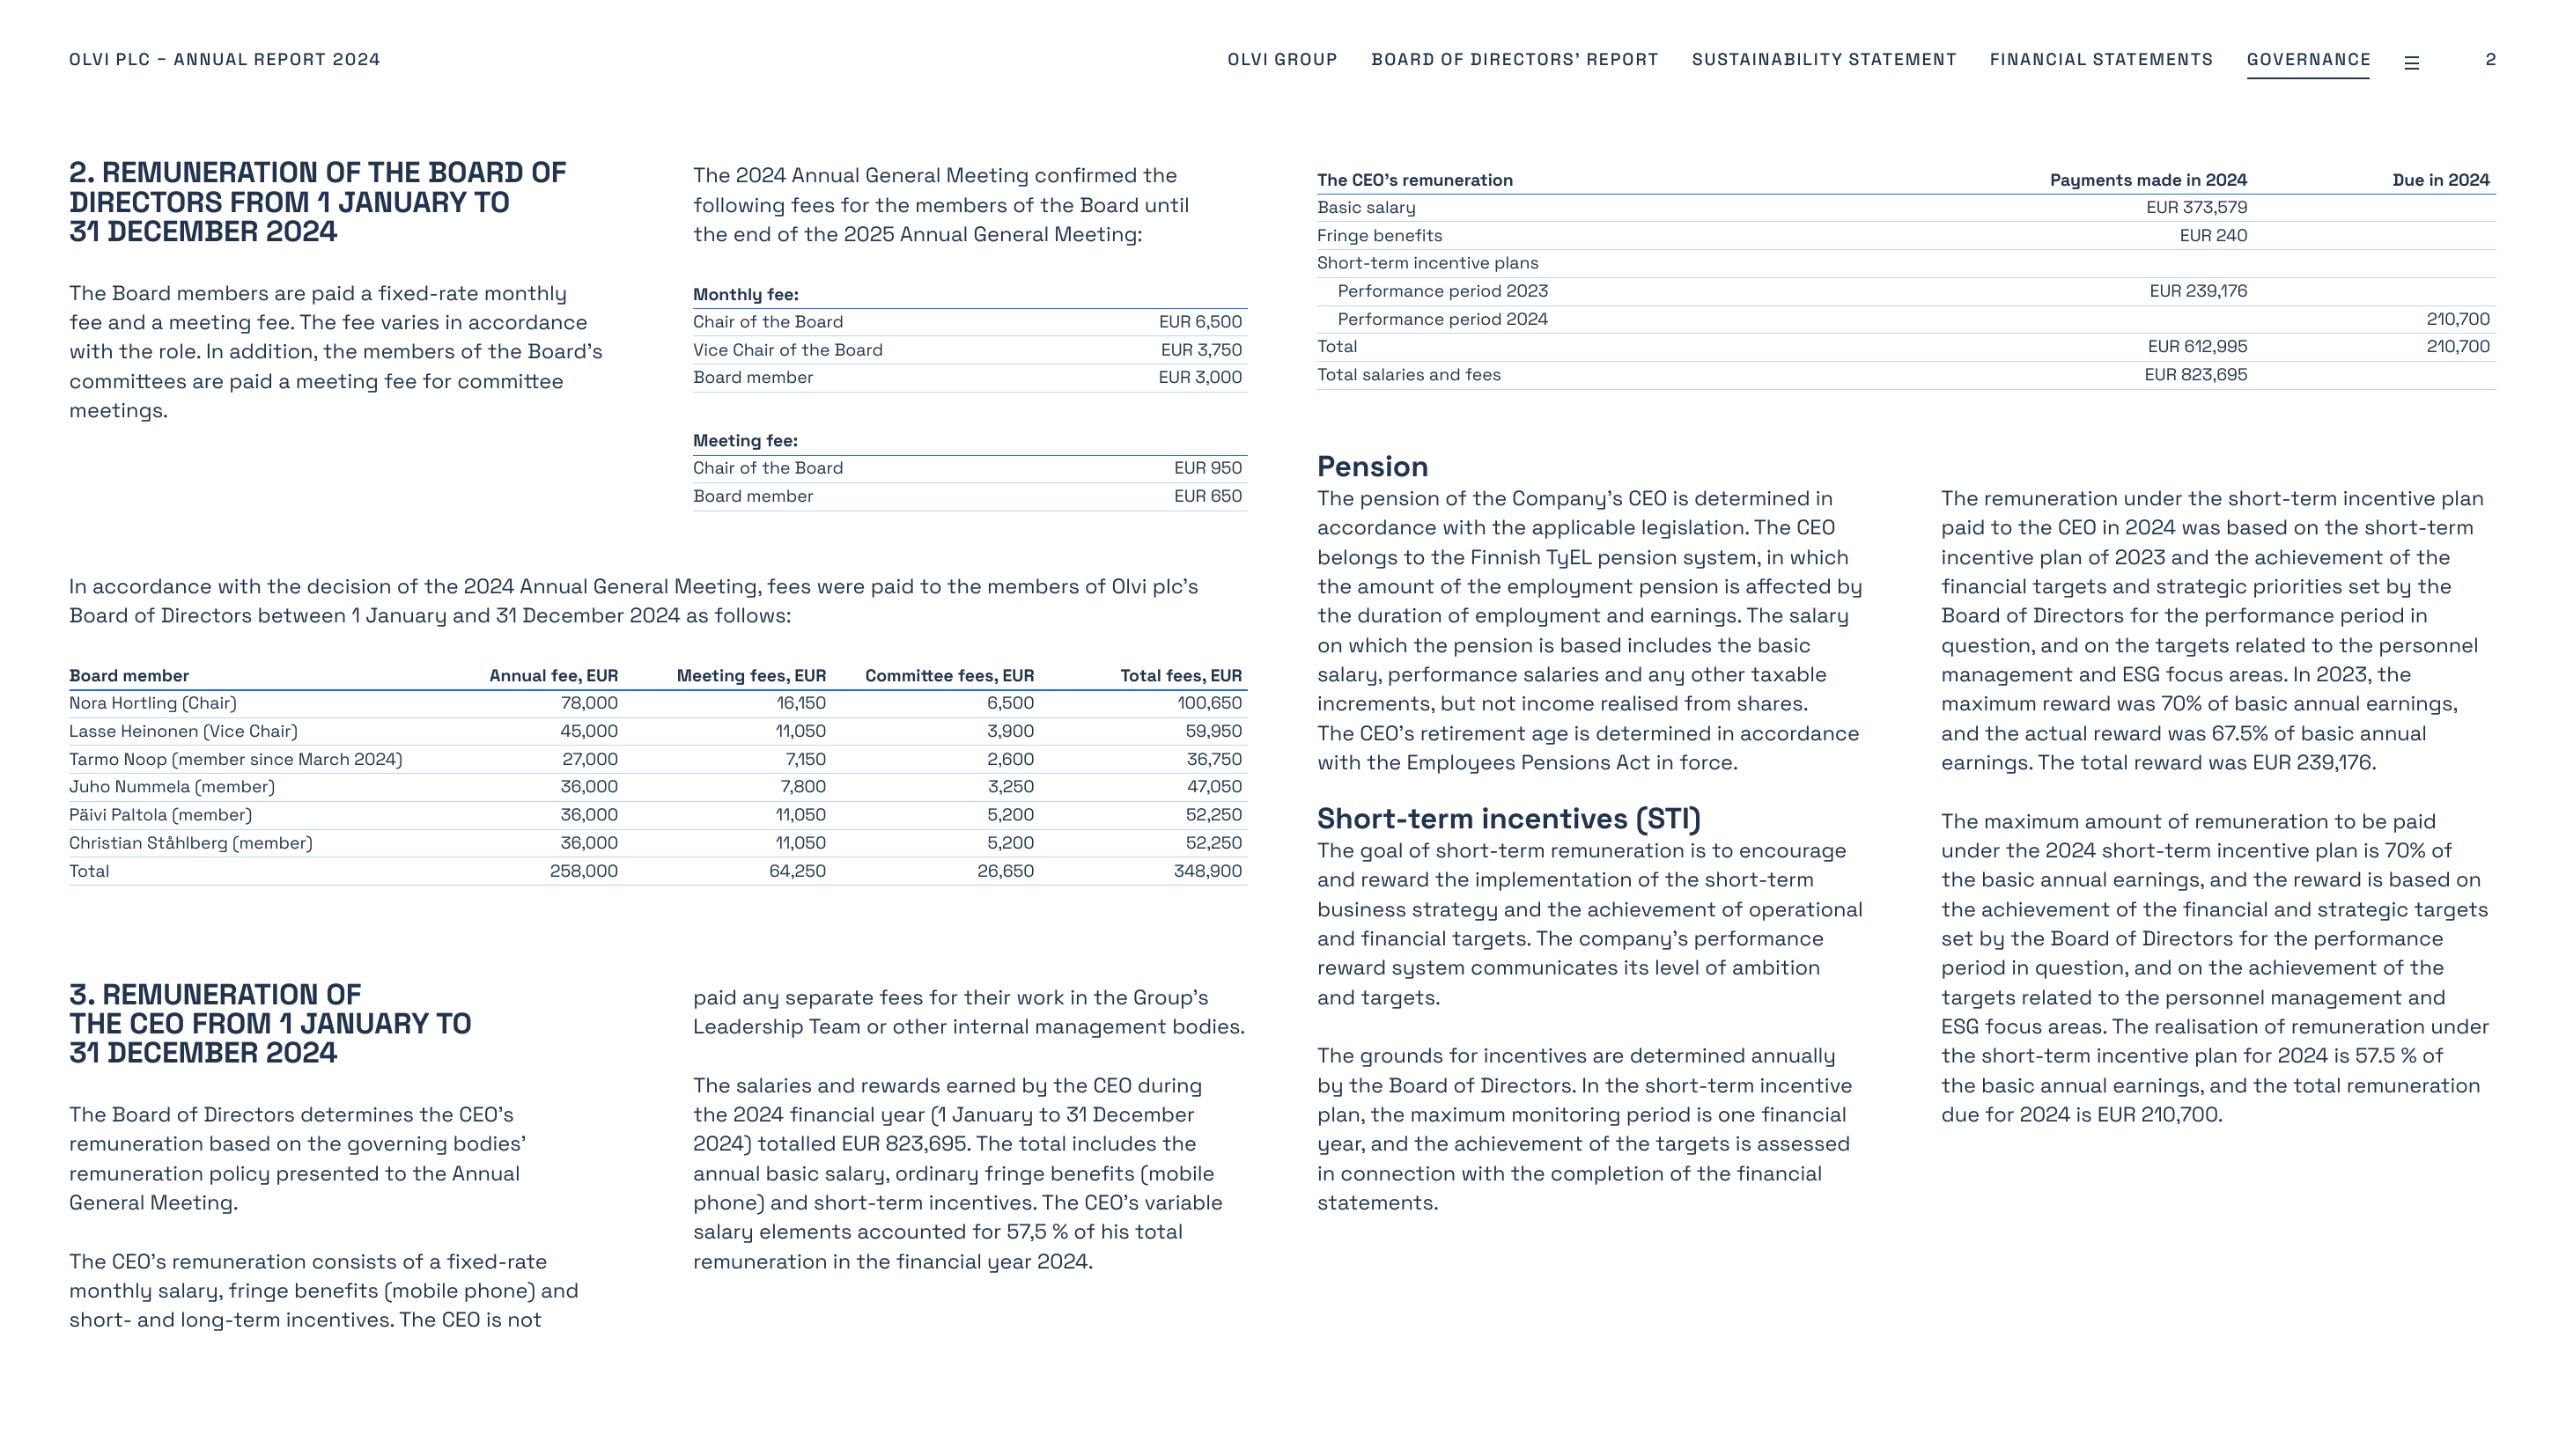 OLVI PLC – ANNUAL REPORT 2024
OLVI GROUP BOARD OF DIRECTORS’ REPORT SUSTAINABILITY STATEMENT FINANCIAL STATEMENTS GOVERNANCE 2
2. REMUNERATION OF THE BOARD OF
DIRECTORS FROM 1 JANUARY TO
31 DECEMBER 2024
The Board members are paid a fixed-rate monthly
fee and a meeting fee. The fee varies in accordance
with the role. In addition, the members of the Board’s
committees are paid a meeting fee for committee
meetings.
The 2024 Annual General Meeting confirmed the
following fees for the members of the Board until
the end of the 2025 Annual General Meeting:
Monthly fee:
Chair of the Board EUR 6,500
Vice Chair of the Board EUR 3,750
Board member EUR 3,000
Meeting fee:
Chair of the Board EUR 950
Board member EUR 650
In accordance with the decision of the 2024 Annual General Meeting, fees were paid to the members of Olvi plc’s
Board of Directors between 1 January and 31 December 2024 as follows:
Board member Annual fee, EUR Meeting fees, EUR Committee fees, EUR Total fees, EUR
Nora Hortling (Chair) 78,000 16,150 6,500 100,650
Lasse Heinonen (Vice Chair) 45,000 11,050 3,900 59,950
Tarmo Noop (member since March 2024) 27,000 7,150 2,600 36,750
Juho Nummela (member) 36,000 7,800 3,250 47,050
Päivi Paltola (member) 36,000 11,050 5,200 52,250
Christian Ståhlberg (member) 36,000 11,050 5,200 52,250
Total 258,000 64,250 26,650 348,900
3. REMUNERATION OF
THE CEO FROM 1 JANUARY TO
31 DECEMBER 2024
The Board of Directors determines the CEO’s
remuneration based on the governing bodies’
remuneration policy presented to the Annual
General Meeting.
The CEO’s remuneration consists of a fixed-rate
monthly salary, fringe benefits (mobile phone) and
short- and long-term incentives. The CEO is not
paid any separate fees for their work in the Group’s
Leadership Team or other internal management bodies.
The salaries and rewards earned by the CEO during
the 2024 financial year (1 January to 31 December
2024) totalled EUR 823,695. The total includes the
annual basic salary, ordinary fringe benefits (mobile
phone) and short-term incentives. The CEO’s variable
salary elements accounted for 57,5 % of his total
remuneration in the financial year 2024.
The CEO’s remuneration Payments made in 2024 Due in 2024
Basic salary EUR 373,579
Fringe benefits EUR 240
Short-term incentive plans
Performance period 2023 EUR 239,176
Performance period 2024 210,700
Total EUR 612,995 210,700
Total salaries and fees EUR 823,695
Pension
The pension of the Company’s CEO is determined in
accordance with the applicable legislation. The CEO
belongs to the Finnish TyEL pension system, in which
the amount of the employment pension is affected by
the duration of employment and earnings. The salary
on which the pension is based includes the basic
salary, performance salaries and any other taxable
increments, but not income realised from shares.
The CEO’s retirement age is determined in accordance
with the Employees Pensions Act in force.
Short-term incentives (STI)
The goal of short-term remuneration is to encourage
and reward the implementation of the short-term
business strategy and the achievement of operational
and financial targets. The company’s performance
reward system communicates its level of ambition
and targets.
The grounds for incentives are determined annually
by the Board of Directors. In the short-term incentive
plan, the maximum monitoring period is one financial
year, and the achievement of the targets is assessed
in connection with the completion of the financial
statements.
The remuneration under the short-term incentive plan
paid to the CEO in 2024 was based on the short-term
incentive plan of 2023 and the achievement of the
financial targets and strategic priorities set by the
Board of Directors for the performance period in
question, and on the targets related to the personnel
management and ESG focus areas. In 2023, the
maximum reward was 70% of basic annual earnings,
and the actual reward was 67.5% of basic annual
earnings. The total reward was EUR 239,176.
The maximum amount of remuneration to be paid
under the 2024 short-term incentive plan is 70% of
the basic annual earnings, and the reward is based on
the achievement of the financial and strategic targets
set by the Board of Directors for the performance
period in question, and on the achievement of the
targets related to the personnel management and
ESG focus areas. The realisation of remuneration under
the short-term incentive plan for 2024 is 57.5 % of
the basic annual earnings, and the total remuneration
due for 2024 is EUR 210,700.